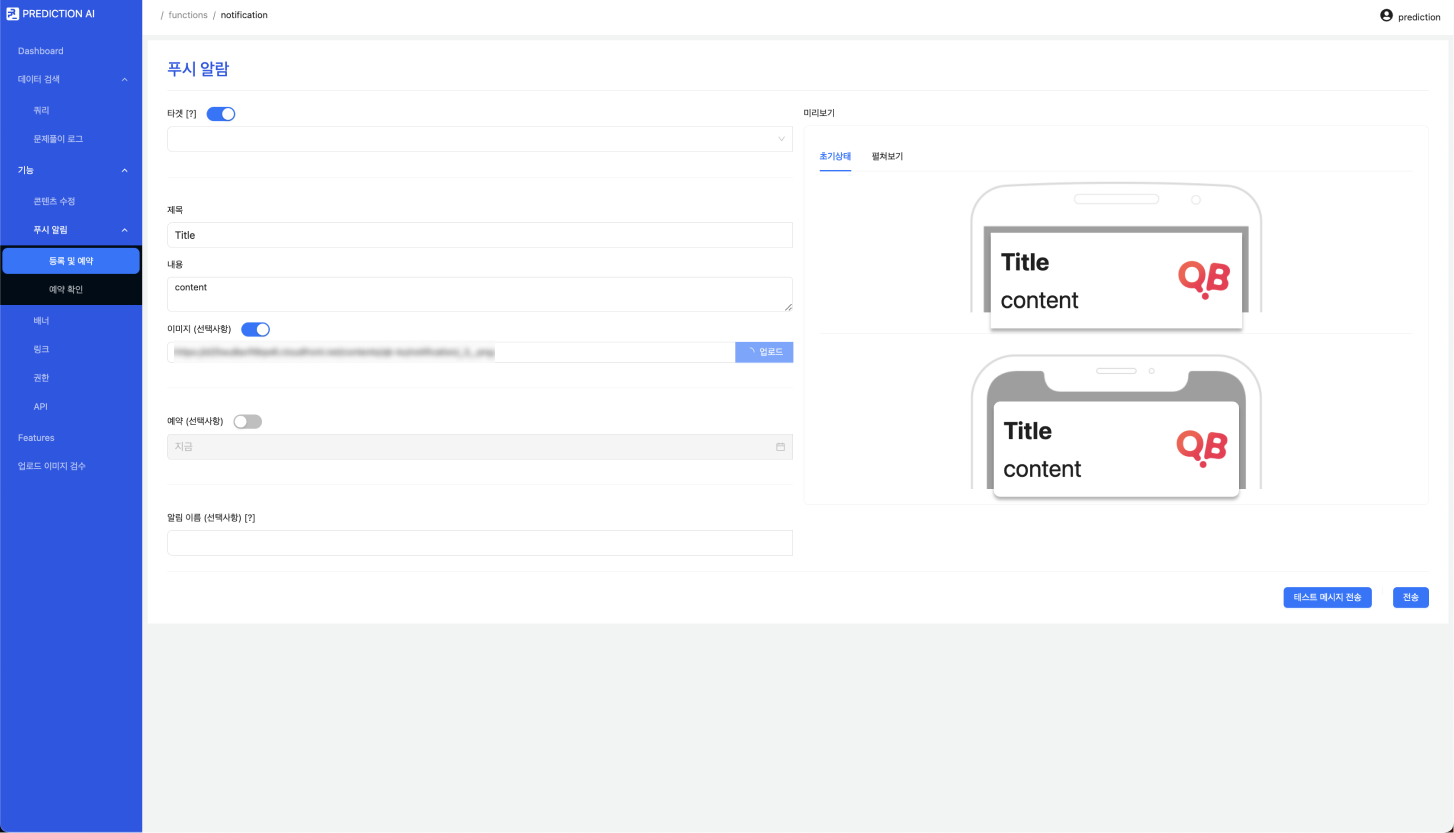 PREDICTION AI
/ functions / notification
prediction
Dashboard
데이터 검색
쿼리
문제풀이 로그
기능
콘텐츠 수정
푸시 알림
등록 및 예약
예약 확인
배너
링크
권한
API
Features
업로드 이미지 검수
푸시 알람
타겟 [?]
제목
Title
내용
content
이미지 (선택사항)
업로드
예약 (선택사항)
지금
알림 이름 (선택사항) [?]
미리보기
초기상태 펼쳐보기
Title
content
QB
Title
content
QB
테스트 메시지 전송 전송